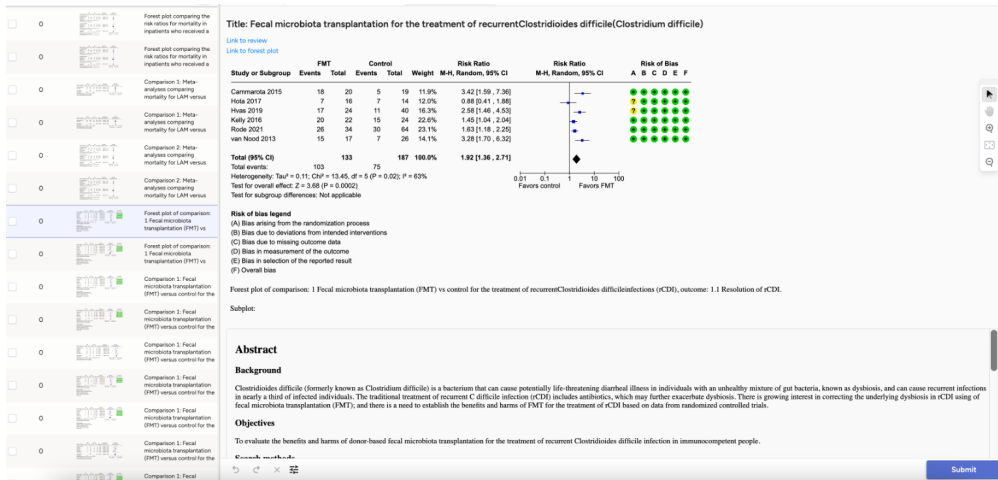 Forest plot comparing the
risk ratios for mortality in
inpatients who received a
0
Forest plot comparing the
risk ratios for mortality in
inpatients who received a
0
Comparison 1: Meta-
analyses comparing
mortality for LAM versus
0
Comparison 1: Meta-
analyses comparing
mortality for LAM versus
0
Comparison 2: Meta-
analyses comparing
mortality for LAM versus
0
Comparison 2: Meta-
analyses comparing
mortality for LAM versus
0
Forest plot of comparison:
1 Fecal microbiota
transplantation (FMT) vs
0
Forest plot of comparison:
1 Fecal microbiota
transplantation (FMT) vs
0
Comparison 1: Fecal
microbiota transplantation
(FMT) versus control for the
0
Comparison 1: Fecal
microbiota transplantation
(FMT) versus control for the
0
Comparison 1: Fecal
microbiota transplantation
(FMT) versus control for the
0
Comparison 1: Fecal
microbiota transplantation
(FMT) versus control for the
0
Comparison 1: Fecal
microbiota transplantation
(FMT) versus control for the
0
Comparison 1: Fecal
microbiota transplantation
(FMT) versus control for the
0
Comparison 1: Fecal
Title: Fecal microbiota transplantation for the treatment of recurrentClostridioides difficile(Clostridium difficile)
Link to review
Link to forest plot
FMT Control Risk Ratio Risk Ratio Risk of Bias
Study or Subgroup Events Total Events Total Weight M-H, Random, 95% CI M-H, Random, 95% CI A B C D E F
Cammarota 2015 18 20 5 19 11.9% 3.42 [1.59 , 7.36] + + + + + +
Hota 2017 7 16 7 14 12.0% 0.88 [0.41 , 1.88] ? + + + + +
Hvas 2019 17 24 11 40 16.3% 2.58 [1.46 , 4.53] ? + + + + +
Kelly 2016 20 22 15 24 22.6% 1.45 [1.04 , 2.04] + + + + + +
Rode 2021 26 34 30 64 23.1% 1.63 [1.18 , 2.25] + + + + + +
van Nood 2013 15 17 7 26 14.1% 3.28 [1.70 , 6.32] + + + + + +
Total (95% CI) 133 187 100.0% 1.92 [1.36 , 2.71]
Total events: 103 75
Heterogeneity: Tau² = 0.11; Chi² = 13.45, df = 5 (P = 0.02); I² = 63%
0.01 0.1 1 10 100
Test for overall effect: Z = 3.68 (P = 0.0002)
Favors control Favors FMT
Test for subgroup differences: Not applicable
Risk of bias legend
(A) Bias arising from the randomization process
(B) Bias due to deviations from intended interventions
(C) Bias due to missing outcome data
(D) Bias in measurement of the outcome
(E) Bias in selection of the reported result
(F) Overall bias
Forest plot of comparison: 1 Fecal microbiota transplantation (FMT) vs control for the treatment of recurrentClostridioides difficileinfections (rCDI), outcome: 1.1 Resolution of rCDI.
Subplot:
Abstract
Background
Clostridioides difficile (formerly known as Clostridium difficile) is a bacterium that can cause potentially life-threatening diarrheal illness in individuals with an unhealthy mixture of gut bacteria, known as dysbiosis, and can cause recurrent infections
in nearly a third of infected individuals. The traditional treatment of recurrent C difficile infection (rCDI) includes antibiotics, which may further exacerbate dysbiosis. There is growing interest in correcting the underlying dysbiosis in rCDI using of
fecal microbiota transplantation (FMT); and there is a need to establish the benefits and harms of FMT for the treatment of rCDI based on data from randomized controlled trials.
Objectives
To evaluate the benefits and harms of donor-based fecal microbiota transplantation for the treatment of recurrent Clostridioides difficile infection in immunocompetent people.
Search methods
Submit